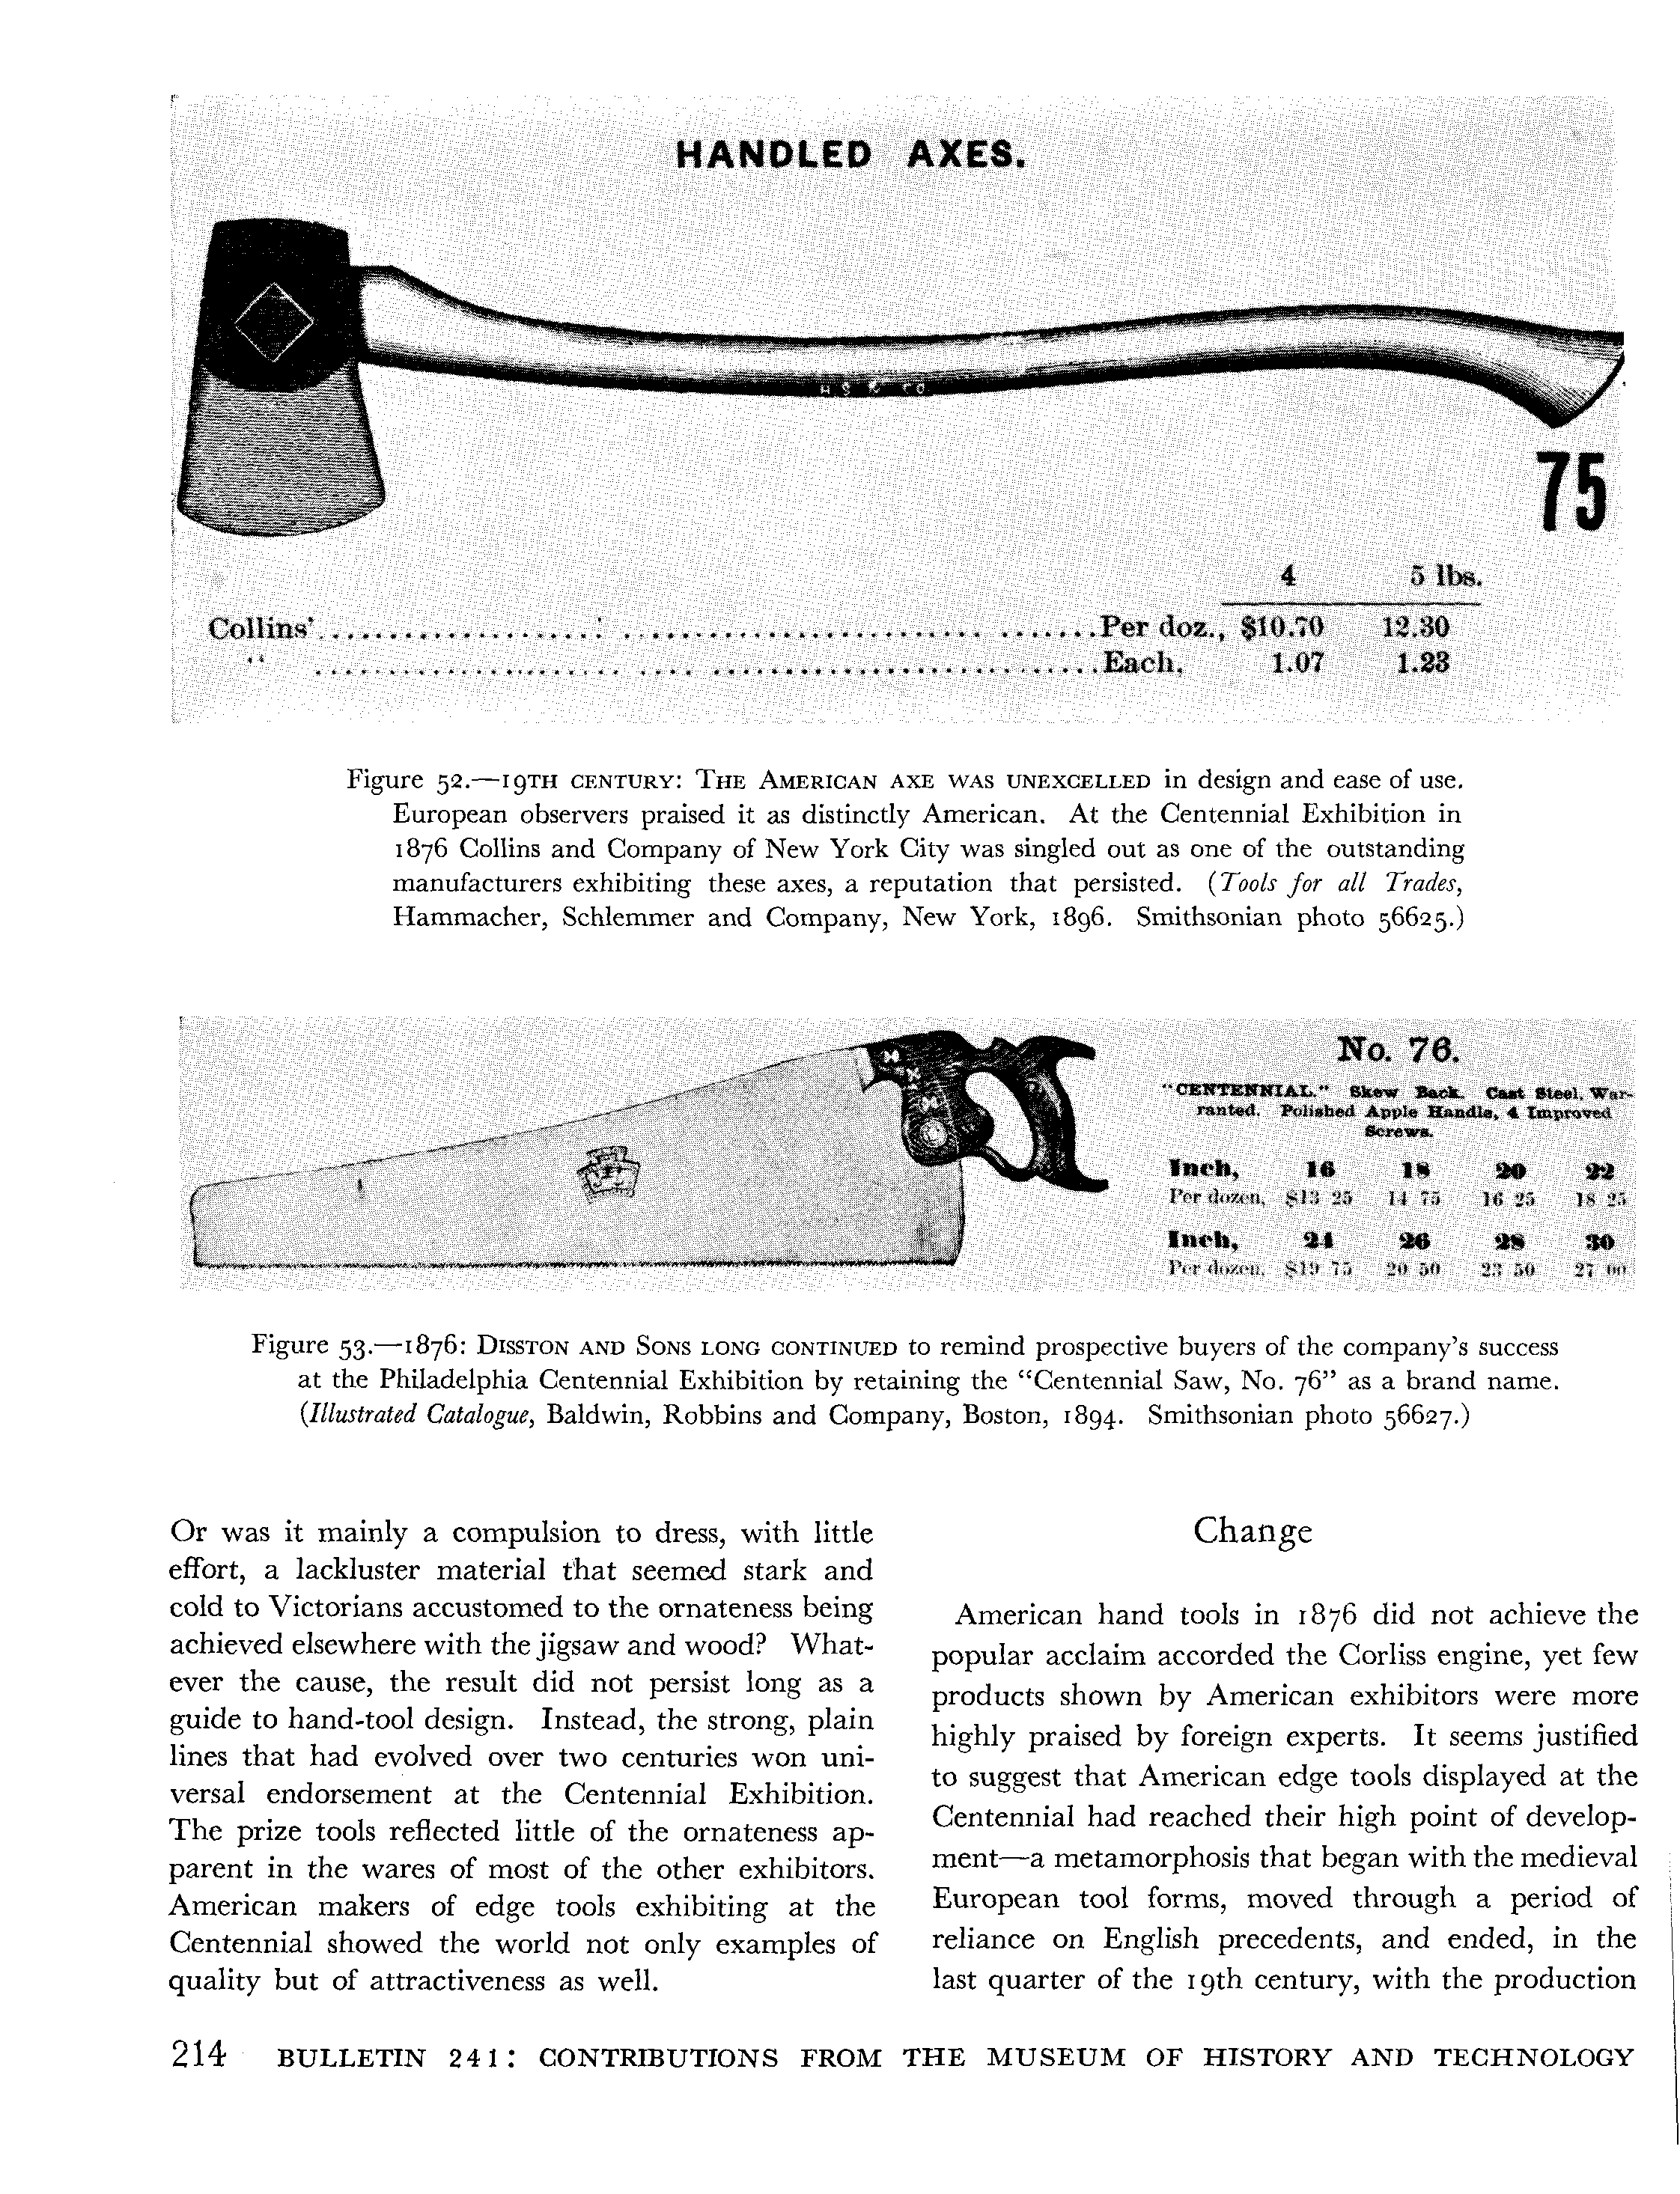 HANDLED AXES.
H. S. & CO.
75
4 5 lbs.
Collins' Per doz., $10.70 12.30
" Each, 1.07 1.23
Figure 52.—19TH CENTURY: THE AMERICAN AXE WAS UNEXCELLED in design and ease of use.
European observers praised it as distinctly American. At the Centennial Exhibition in
1876 Collins and Company of New York City was singled out as one of the outstanding
manufacturers exhibiting these axes, a reputation that persisted. (Tools for all Trades,
Hammacher, Schlemmer and Company, New York, 1896. Smithsonian photo 56625.)
No. 76.
"CENTENNIAL." Skew Back. Cast Steel, War-
ranted. Polished Apple Handle, 4 Improved
Screws.
Inch, 16 18 20 22
Per dozen, $13 25 14 75 16 25 18 25
Inch, 24 26 28 30
Per dozen, $19 75 20 50 23 50 27 00
Figure 53.—1876: DISSTON AND SONS LONG CONTINUED to remind prospective buyers of the company's success
at the Philadelphia Centennial Exhibition by retaining the "Centennial Saw, No. 76" as a brand name.
(Illustrated Catalogue, Baldwin, Robbins and Company, Boston, 1894. Smithsonian photo 56627.)
Or was it mainly a compulsion to dress, with little
effort, a lackluster material that seemed stark and
cold to Victorians accustomed to the ornateness being
achieved elsewhere with the jigsaw and wood? What-
ever the cause, the result did not persist long as a
guide to hand-tool design. Instead, the strong, plain
lines that had evolved over two centuries won uni-
versal endorsement at the Centennial Exhibition.
The prize tools reflected little of the ornateness ap-
parent in the wares of most of the other exhibitors.
American makers of edge tools exhibiting at the
Centennial showed the world not only examples of
quality but of attractiveness as well.
Change
American hand tools in 1876 did not achieve the
popular acclaim accorded the Corliss engine, yet few
products shown by American exhibitors were more
highly praised by foreign experts. It seems justified
to suggest that American edge tools displayed at the
Centennial had reached their high point of develop-
ment—a metamorphosis that began with the medieval
European tool forms, moved through a period of
reliance on English precedents, and ended, in the
last quarter of the 19th century, with the production
214 BULLETIN 241: CONTRIBUTIONS FROM THE MUSEUM OF HISTORY AND TECHNOLOGY